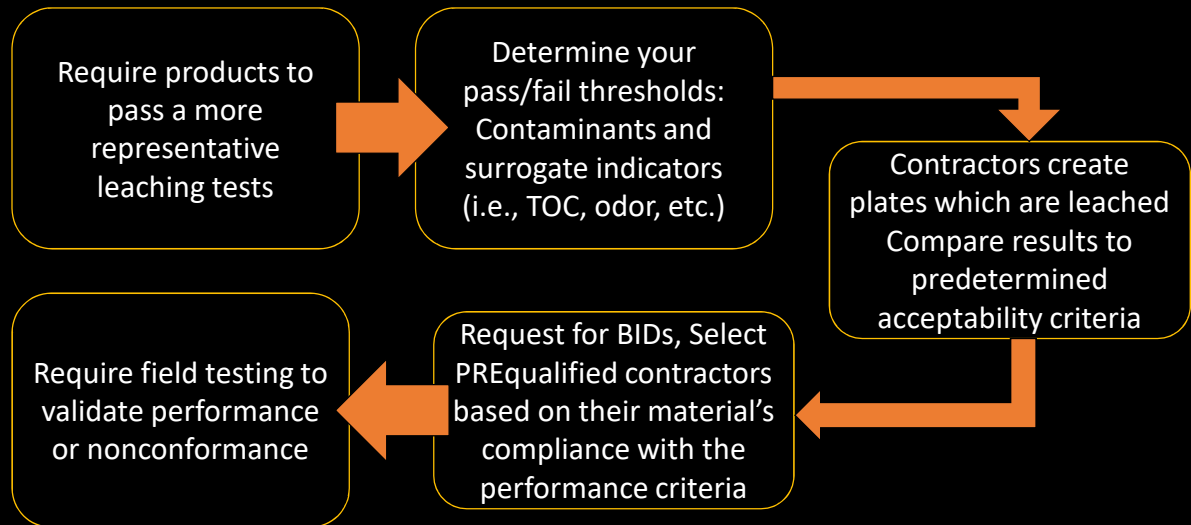 Require products to
pass a more
representative
leaching tests
Determine your
pass/fail thresholds:
Contaminants and
surrogate indicators
(i.e., TOC, odor, etc.)
Contractors create
plates which are leached
Compare results to
predetermined
acceptability criteria
Request for BIDs, Select
PREqualified contractors
based on their material’s
compliance with the
performance criteria
Require field testing to
validate performance
or nonconformance